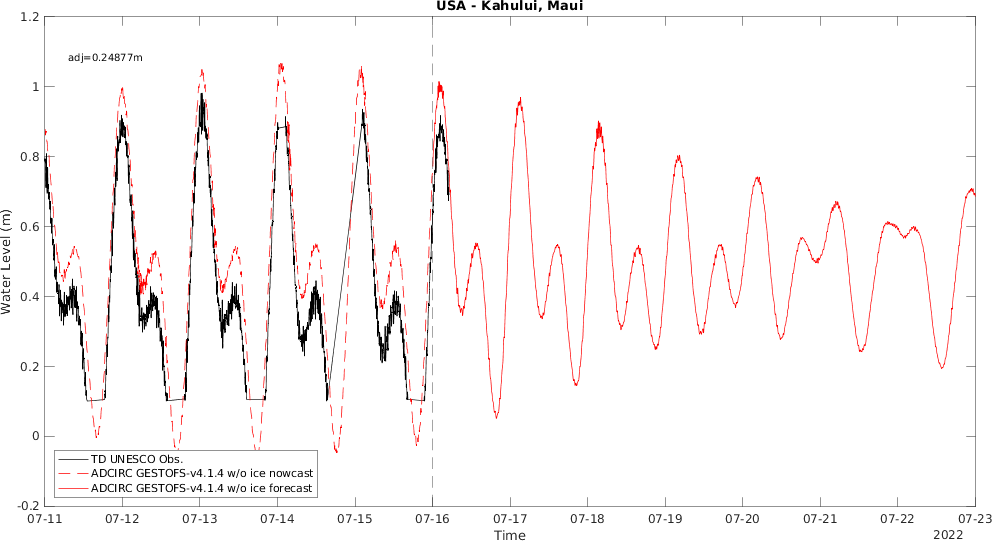 USA - Kahului, Maui
adj=0.24877m
1.2
1
0.8
0.6
0.4
0.2
0
-0.2
Water Level (m)
TD UNESCO Obs.
ADCIRC GESTOFS-v4.1.4 w/o ice nowcast
ADCIRC GESTOFS-v4.1.4 w/o ice forecast
07-11 07-12 07-13 07-14 07-15 07-16 07-17 07-18 07-19 07-20 07-21 07-22 07-23
Time
2022